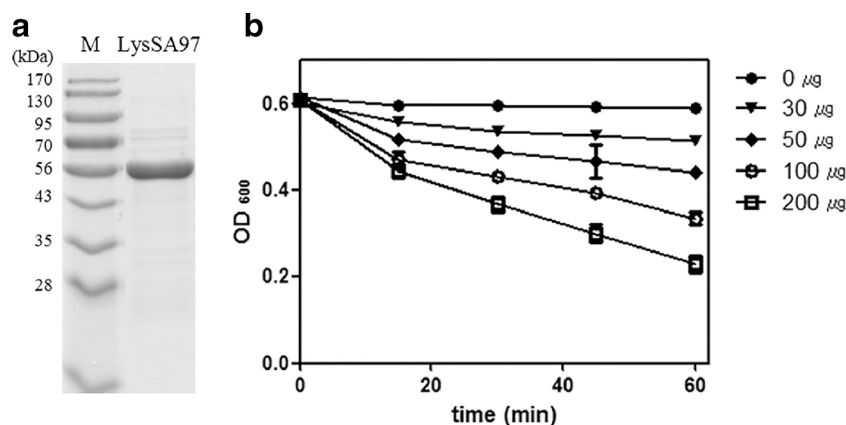 a
(kDa)
M LysSA97
170
130
95
70
56
43
35
28
b
OD 600
0.6
0.4
0.2
0.0
0 20 40 60
time (min)
0 ㎍
30 ㎍
50 ㎍
100 ㎍
200 ㎍